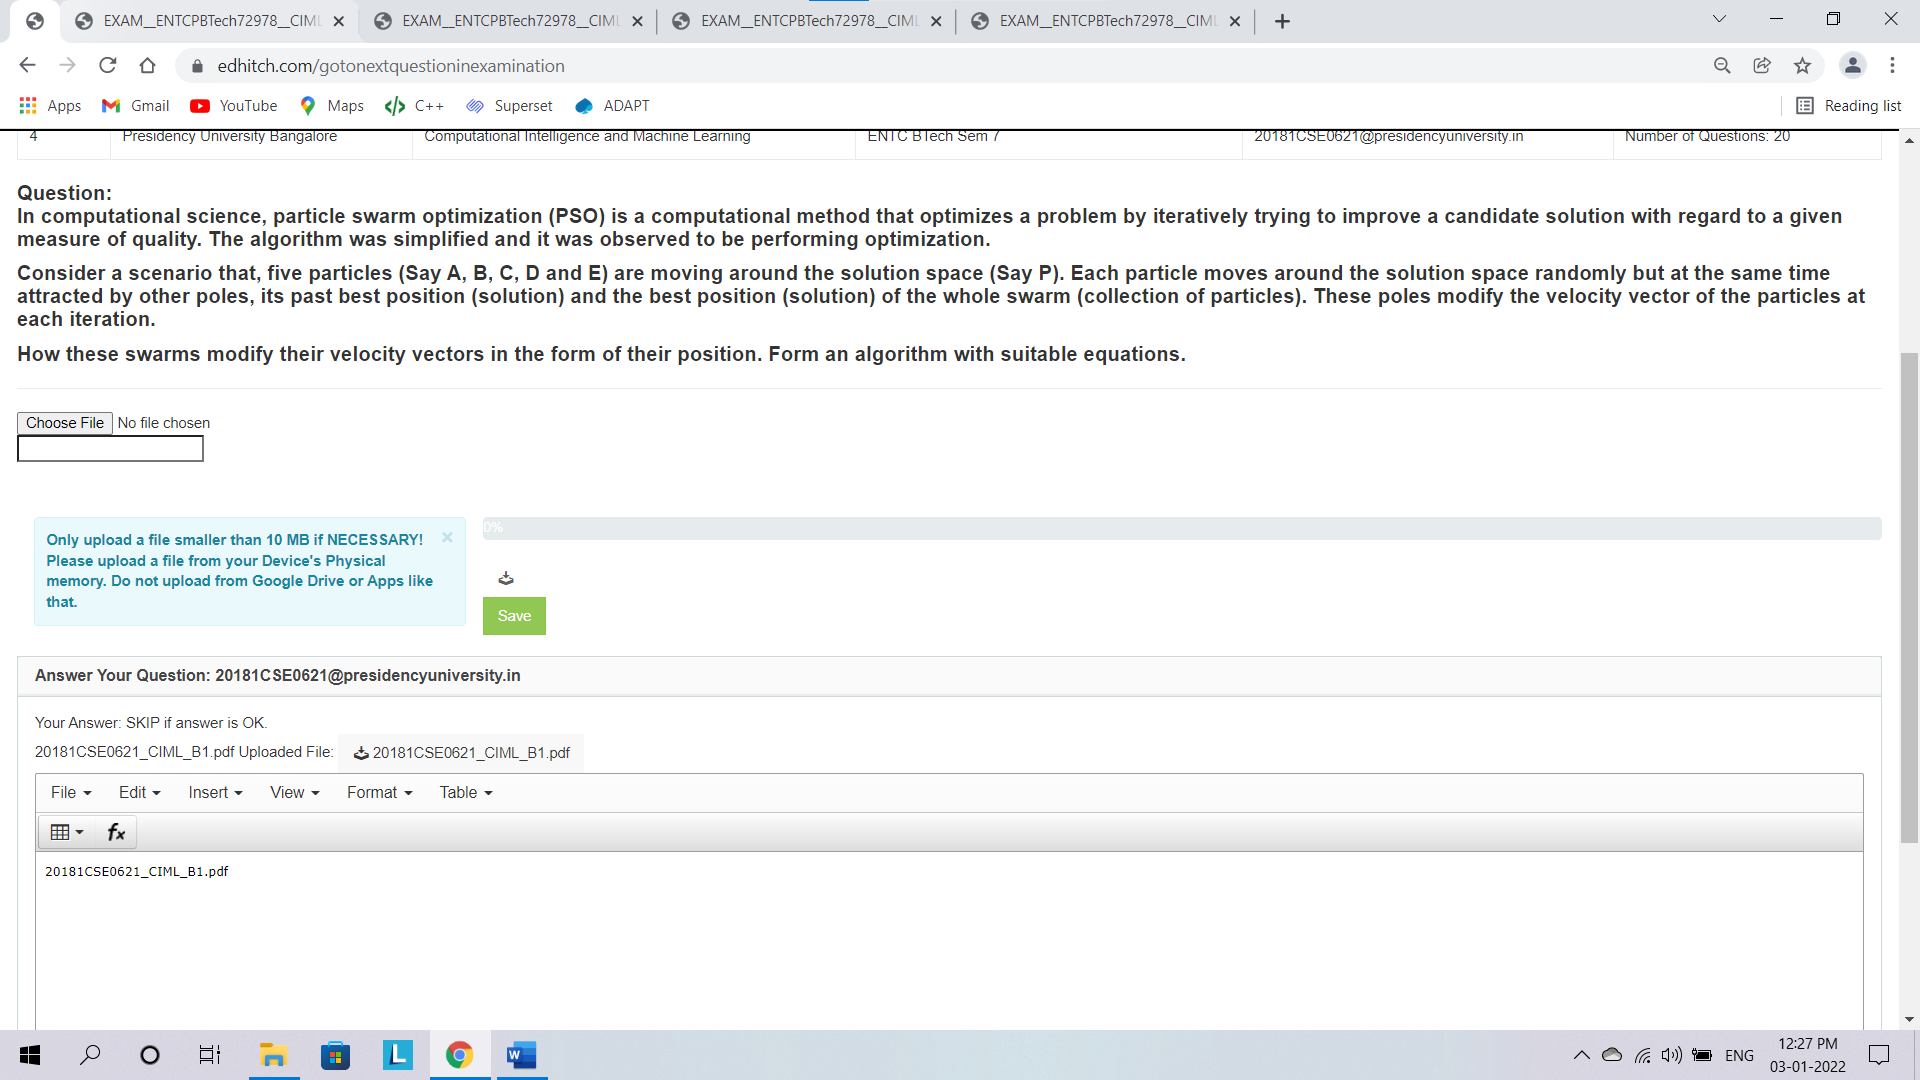 EXAM__ENTCPBTech72978__CIML
EXAM__ENTCPBTech72978__CIML
EXAM__ENTCPBTech72978__CIML
EXAM__ENTCPBTech72978__CIML
edhitch.com/gotonextquestioninexamination
Apps Gmail YouTube Maps C++ Superset ADAPT Reading list
4 Presidency University Bangalore Computational Intelligence and Machine Learning ENTC BTech Sem 7 20181CSE0621@presidencyuniversity.in Number of Questions: 20
Question:
In computational science, particle swarm optimization (PSO) is a computational method that optimizes a problem by iteratively trying to improve a candidate solution with regard to a given
measure of quality. The algorithm was simplified and it was observed to be performing optimization.
Consider a scenario that, five particles (Say A, B, C, D and E) are moving around the solution space (Say P). Each particle moves around the solution space randomly but at the same time
attracted by other poles, its past best position (solution) and the best position (solution) of the whole swarm (collection of particles). These poles modify the velocity vector of the particles at
each iteration.
How these swarms modify their velocity vectors in the form of their position. Form an algorithm with suitable equations.
Choose File No file chosen
Only upload a file smaller than 10 MB if NECESSARY! ×
Please upload a file from your Device's Physical
memory. Do not upload from Google Drive or Apps like
that.
0%
Save
Answer Your Question: 20181CSE0621@presidencyuniversity.in
Your Answer: SKIP if answer is OK.
20181CSE0621_CIML_B1.pdf Uploaded File: 20181CSE0621_CIML_B1.pdf
File Edit Insert View Format Table
fx
20181CSE0621_CIML_B1.pdf
L W ENG 12:27 PM
03-01-2022